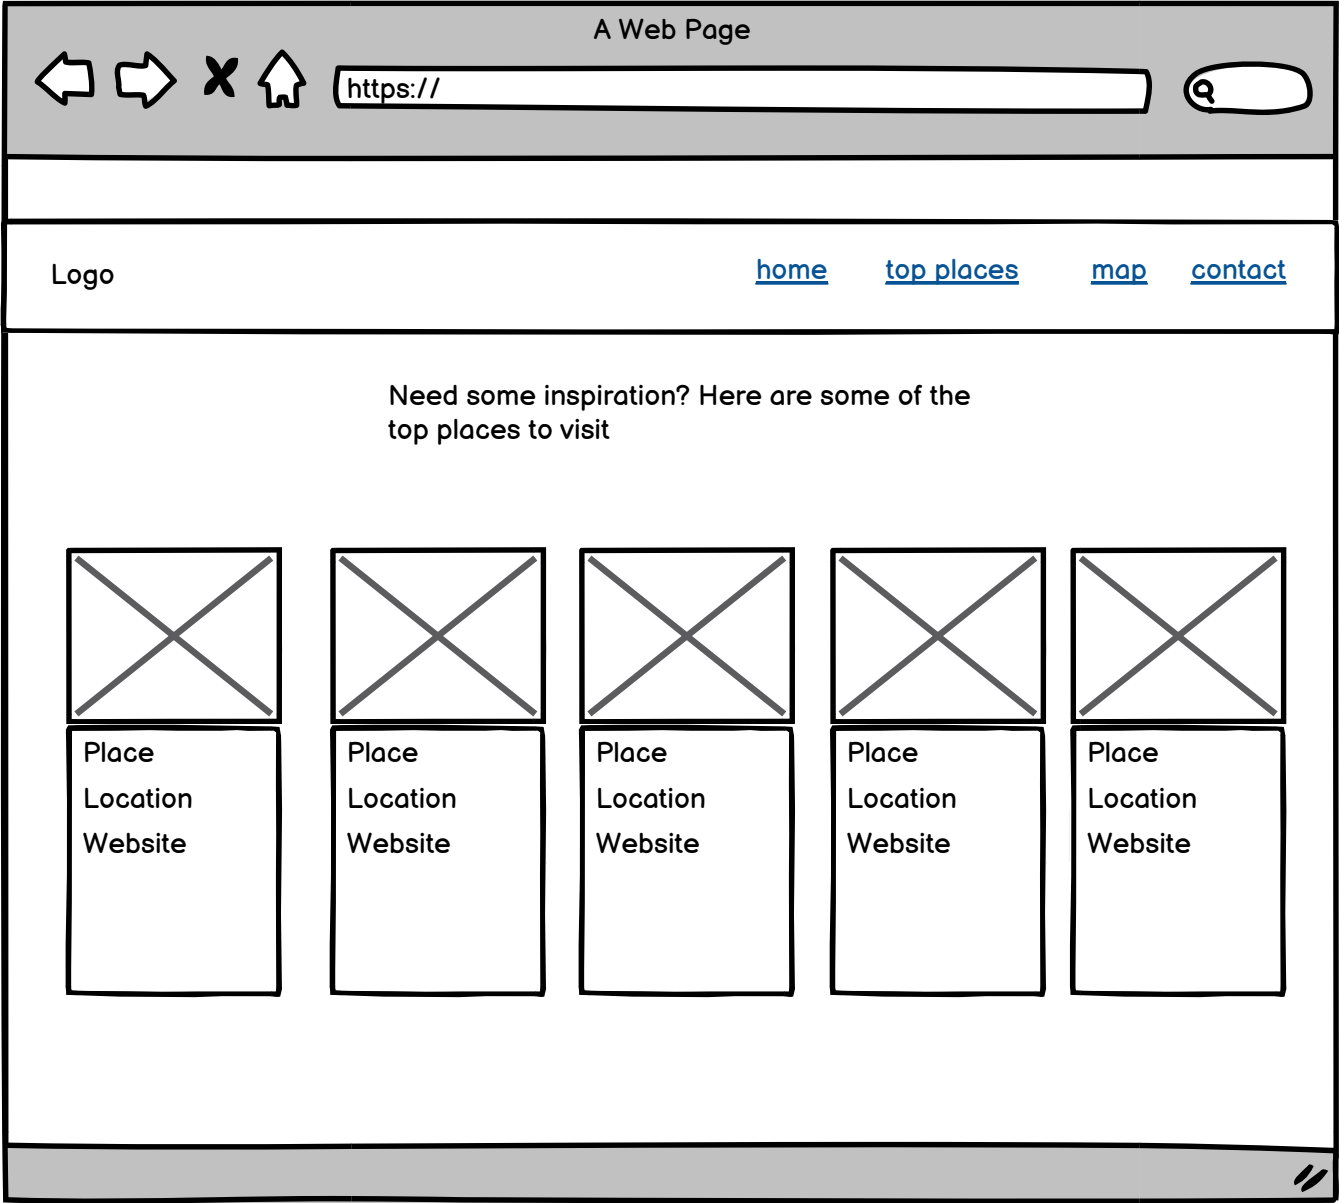 A Web Page
https://
Logo
home top places map contact
Need some inspiration? Here are some of the
top places to visit
Place Place Place Place Place
Location Location Location Location Location
Website Website Website Website Website